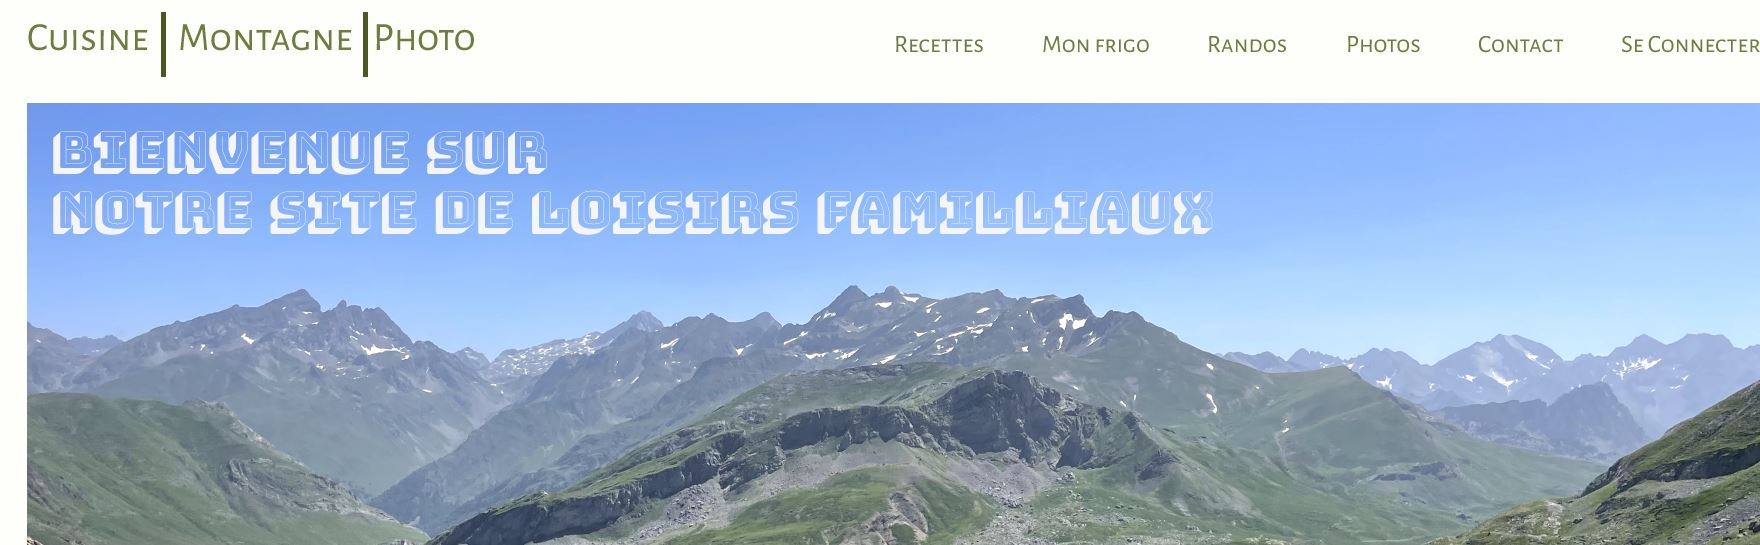 Cuisine | Montagne | Photo
Recettes Mon frigo Randos Photos Contact Se Connecter
BIENVENUE SUR
NOTRE SITE DE LOISIRS FAMILLIAUX